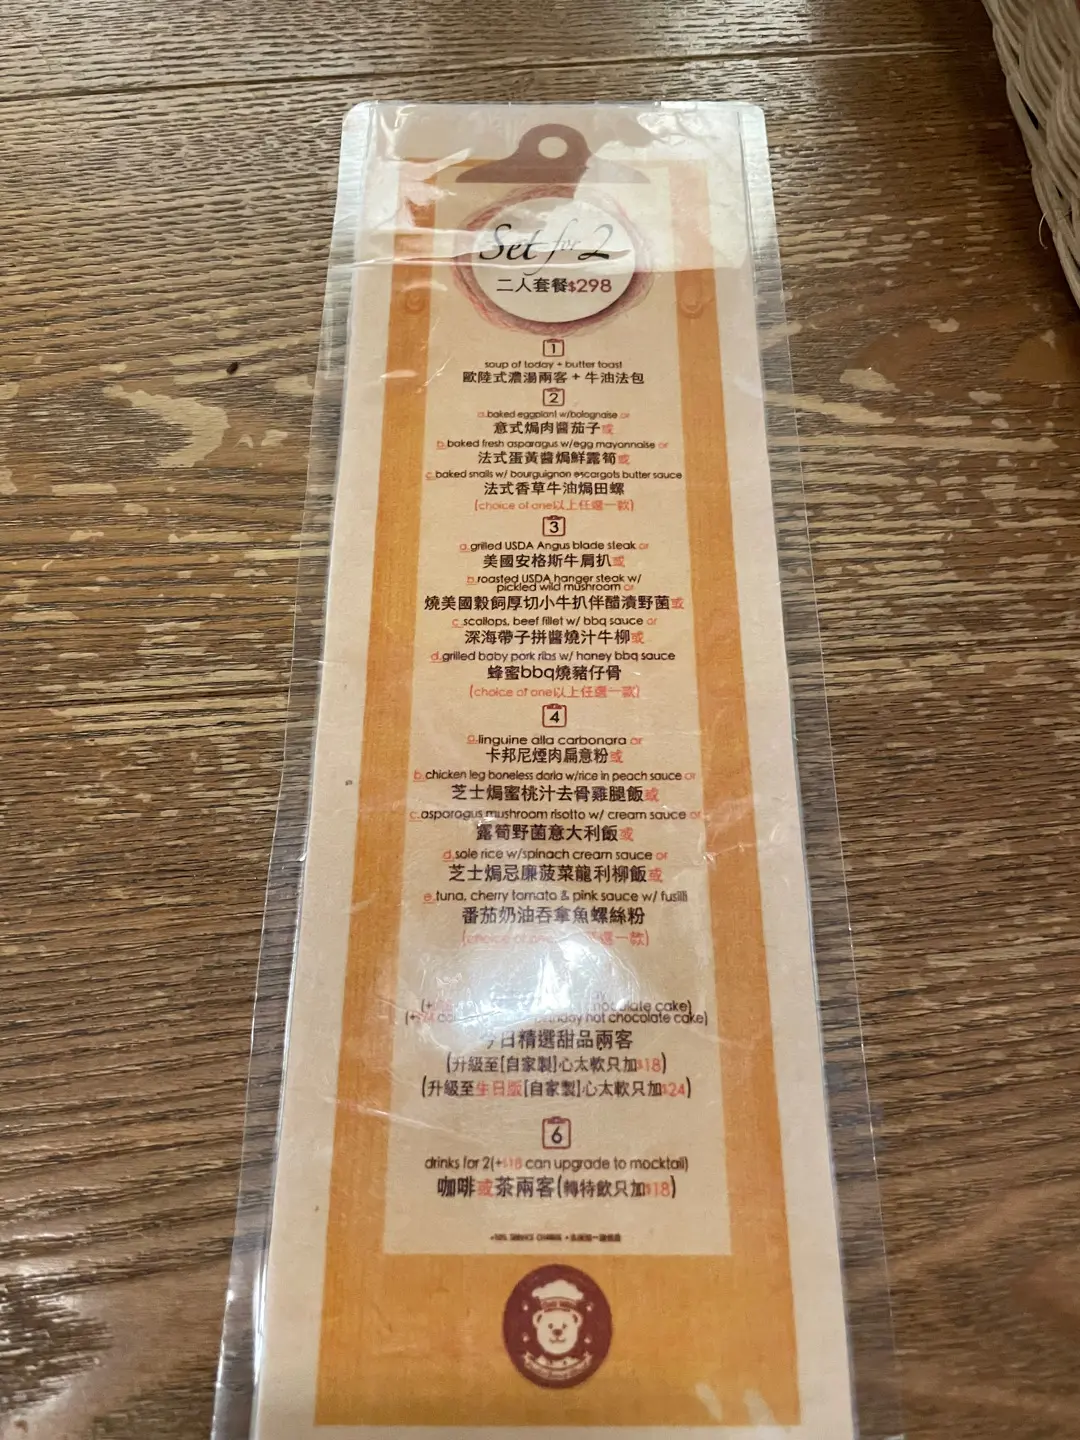 Set for 2
二人套餐$298
1
soup of today + butter toast
歐陸式濃湯兩客 + 牛油法包
2
a.baked eggplant w/bolognaise or
意式焗肉醬茄子或
b.baked fresh asparagus w/egg mayonnaise or
法式蛋黃醬焗鮮露筍或
c.baked snails w/ bourguignon escargots butter sauce
法式香草牛油焗田螺
(choice of one以上任選一款)
3
a.grilled USDA Angus blade steak or
美國安格斯牛肩扒或
b.roasted USDA hanger steak w/
pickled wild mushroom or
燒美國穀飼厚切小牛扒伴醋漬野菌或
c.scallops, beef fillet w/ bbq sauce or
深海帶子拼醬燒汁牛柳或
d.grilled baby pork ribs w/ honey bbq sauce
蜂蜜bbq燒豬仔骨
(choice of one以上任選一款)
4
a.linguine alla carbonara or
卡邦尼煙肉扁意粉或
b.chicken leg boneless doria w/rice in peach sauce or
芝士焗蜜桃汁去骨雞腿飯或
c.asparagus mushroom risotto w/ cream sauce or
露筍野菌意大利飯或
d.sole rice w/spinach cream sauce or
芝士焗忌廉菠菜龍利柳飯或
e.tuna, cherry tomato & pink sauce w/ fusilli
番茄奶油吞拿魚螺絲粉
(choice of one 選一款)
chocolate cake)
hot chocolate cake)
今日精選甜品兩客
(升級至[自家製]心太軟只加$18)
(升級至生日版[自家製]心太軟只加$24)
6
drinks for 2(+$18 can upgrade to mocktail)
咖啡或茶兩客(轉特飲只加$18)
+10% SERVICE CHARGE